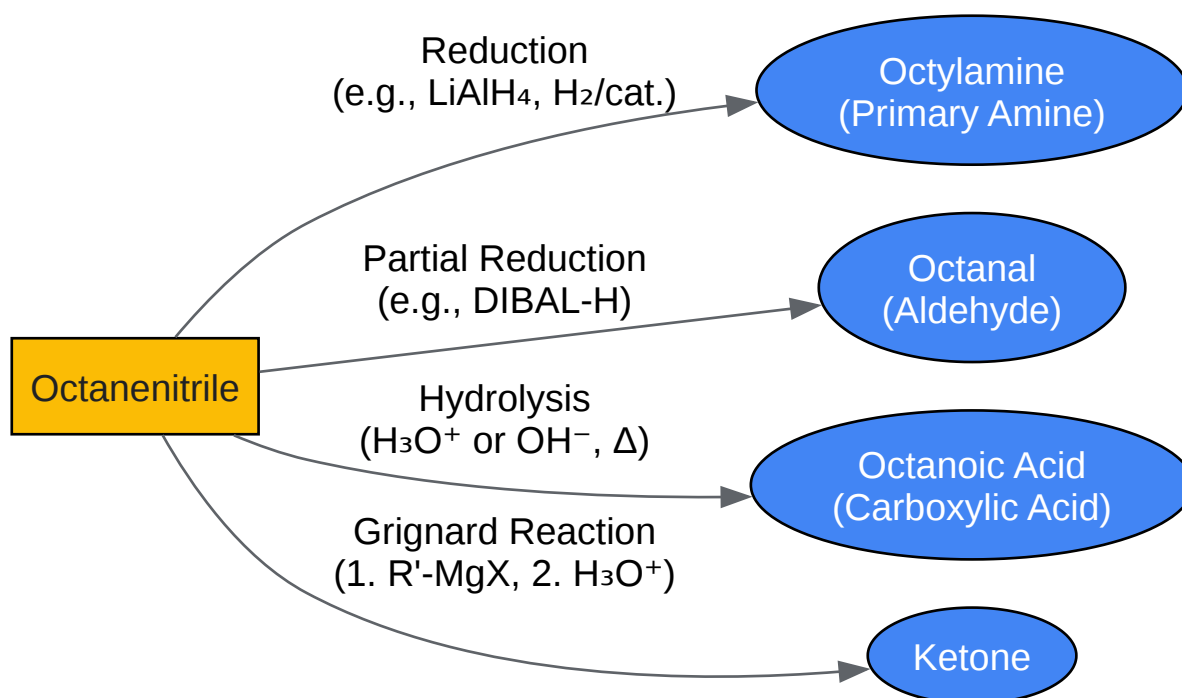 Reduction
(e.g., LiAlH₄, H₂/cat.)
Octylamine
(Primary Amine)
Partial Reduction
(e.g., DIBAL-H)
Octanal
(Aldehyde)
Octanenitrile
Hydrolysis
(H₃O⁺ or OH⁻, Δ)
Octanoic Acid
(Carboxylic Acid)
Grignard Reaction
(1. R'-MgX, 2. H₃O⁺)
Ketone